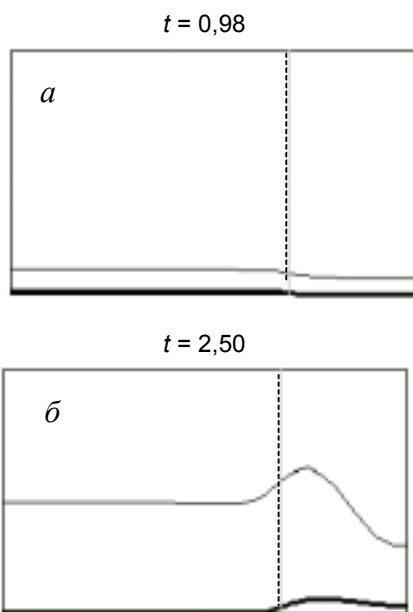 t = 0,98
а
t = 2,50
б